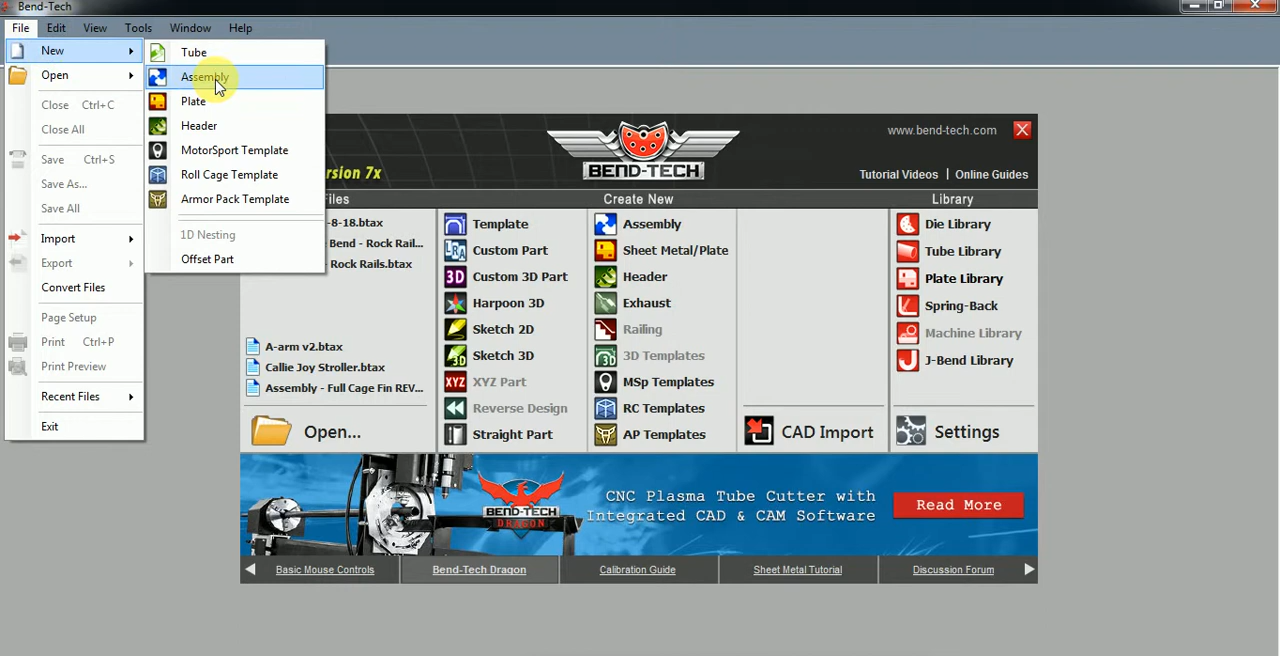 Bend-Tech
File Edit View Tools Window Help
New
Open
Close Ctrl+C
Close All
Save Ctrl+S
Save As...
Save All
Import
Export
Convert Files
Page Setup
Print Ctrl+P
Print Preview
Recent Files
Exit
Tube
Assembly
Plate
Header
MotorSport Template
Roll Cage Template
Armor Pack Template
1D Nesting
Offset Part
rsion 7x
BEND-TECH
www.bend-tech.com
Tutorial Videos | Online Guides
Files
-8-18.btax
Bend - Rock Rail...
Rock Rails.btax
A-arm v2.btax
Callie Joy Stroller.btax
Assembly - Full Cage Fin REV...
Open...
Create New
Template
Custom Part
Custom 3D Part
Harpoon 3D
Sketch 2D
Sketch 3D
XYZ Part
Reverse Design
Straight Part
Assembly
Sheet Metal/Plate
Header
Exhaust
Railing
3D Templates
MSp Templates
RC Templates
AP Templates
CAD Import
Library
Die Library
Tube Library
Plate Library
Spring-Back
Machine Library
J-Bend Library
Settings
BEND-TECH
DRAGON
CNC Plasma Tube Cutter with
Integrated CAD & CAM Software
Read More
Basic Mouse Controls
Bend-Tech Dragon
Calibration Guide
Sheet Metal Tutorial
Discussion Forum